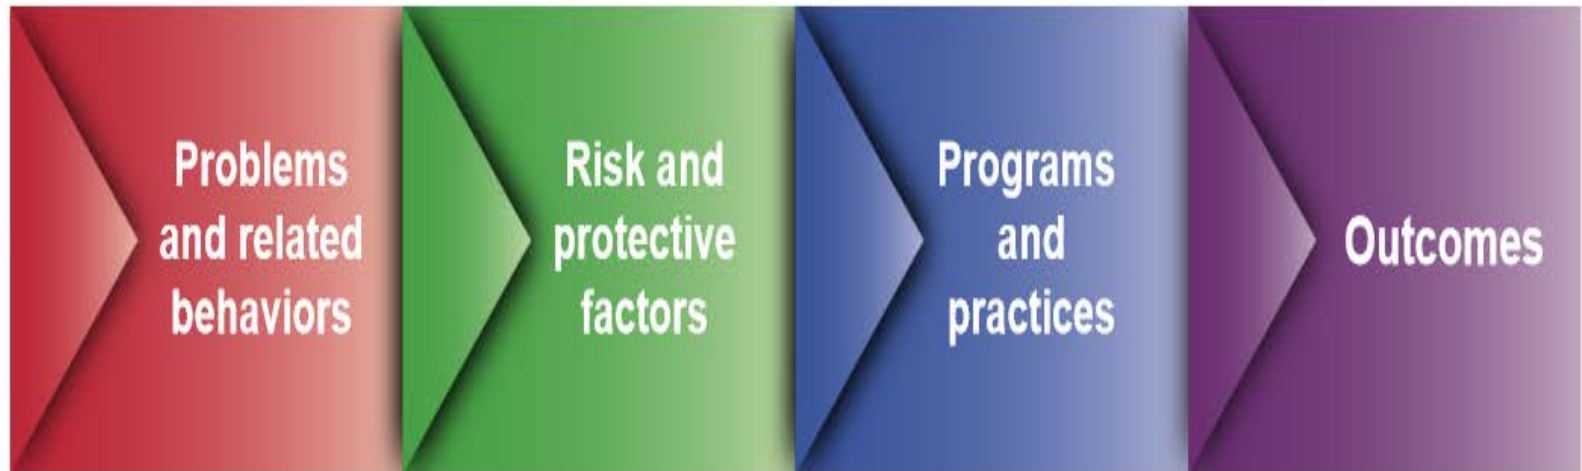 Problems
and related
behaviors
Risk and
protective
factors
Programs
and
practices
Outcomes